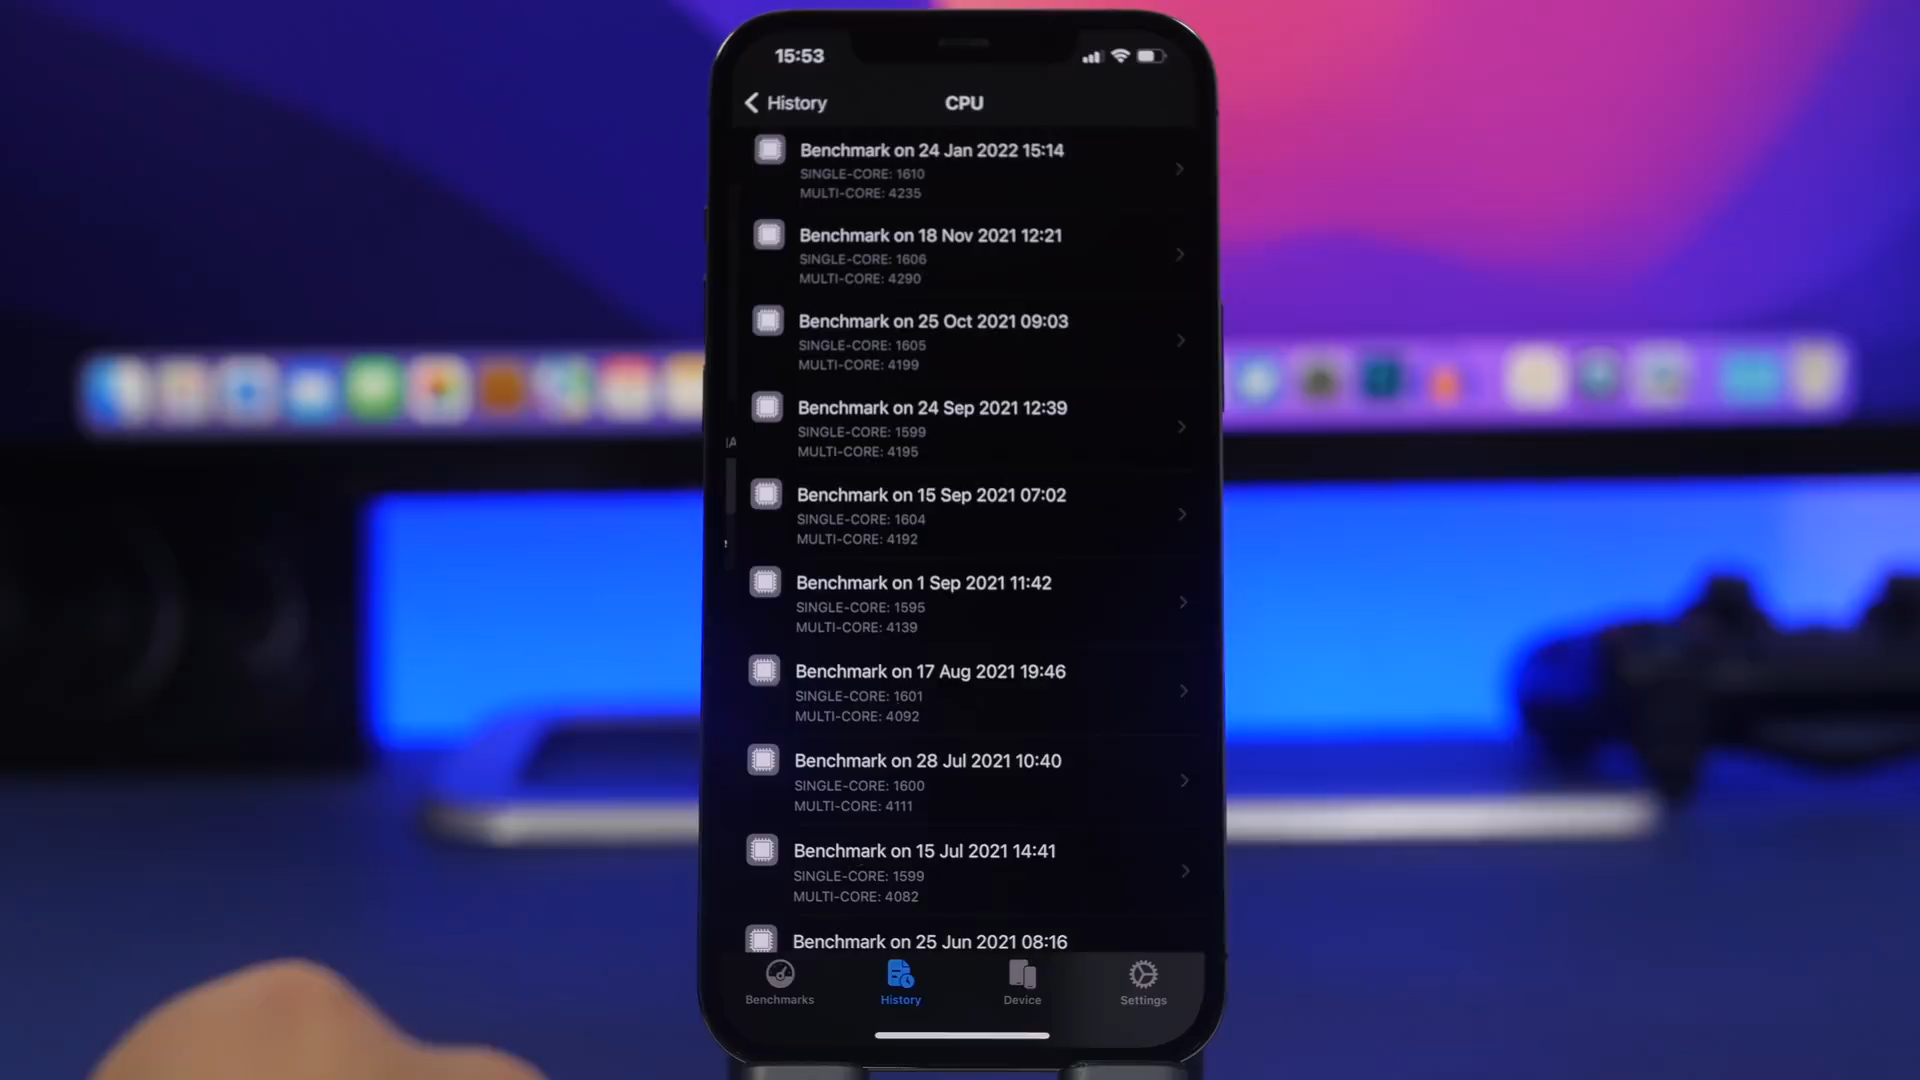 15:53
History
CPU
Benchmark on 24 Jan 2022 15:14
SINGLE-CORE: 1610
MULTI-CORE: 4235
Benchmark on 18 Nov 2021 12:21
SINGLE-CORE: 1606
MULTI-CORE: 4290
Benchmark on 25 Oct 2021 09:03
SINGLE-CORE: 1605
MULTI-CORE: 4199
Benchmark on 24 Sep 2021 12:39
SINGLE-CORE: 1599
MULTI-CORE: 4195
Benchmark on 15 Sep 2021 07:02
SINGLE-CORE: 1604
MULTI-CORE: 4192
Benchmark on 1 Sep 2021 11:42
SINGLE-CORE: 1595
MULTI-CORE: 4139
Benchmark on 17 Aug 2021 19:46
SINGLE-CORE: 1601
MULTI-CORE: 4092
Benchmark on 28 Jul 2021 10:40
SINGLE-CORE: 1600
MULTI-CORE: 4111
Benchmark on 15 Jul 2021 14:41
SINGLE-CORE: 1599
MULTI-CORE: 4082
Benchmark on 25 Jun 2021 08:16
Benchmarks
History
Device
Settings